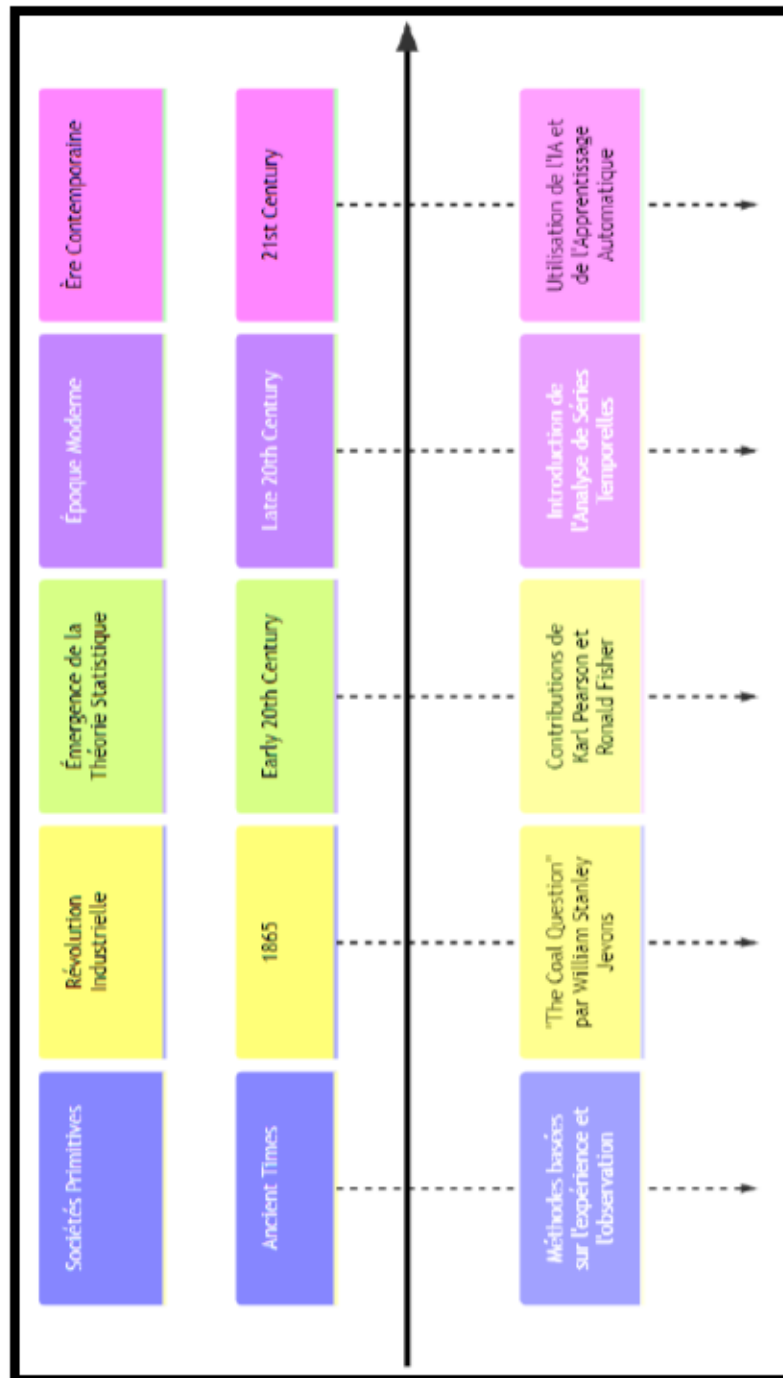 Sociétés Primitives
Ancient Times
Méthodes basées
sur l'expérience et
l'observation
Révolution
Industrielle
1865
"The Coal Question"
par William Stanley
Jevons
Émergence de la
Théorie Statistique
Early 20th Century
Contributions de
Karl Pearson et
Ronald Fisher
Époque Moderne
Late 20th Century
Introduction de
l'Analyse de Séries
Temporelles
Ère Contemporaine
21st Century
Utilisation de l'IA et
de l'Apprentissage
Automatique